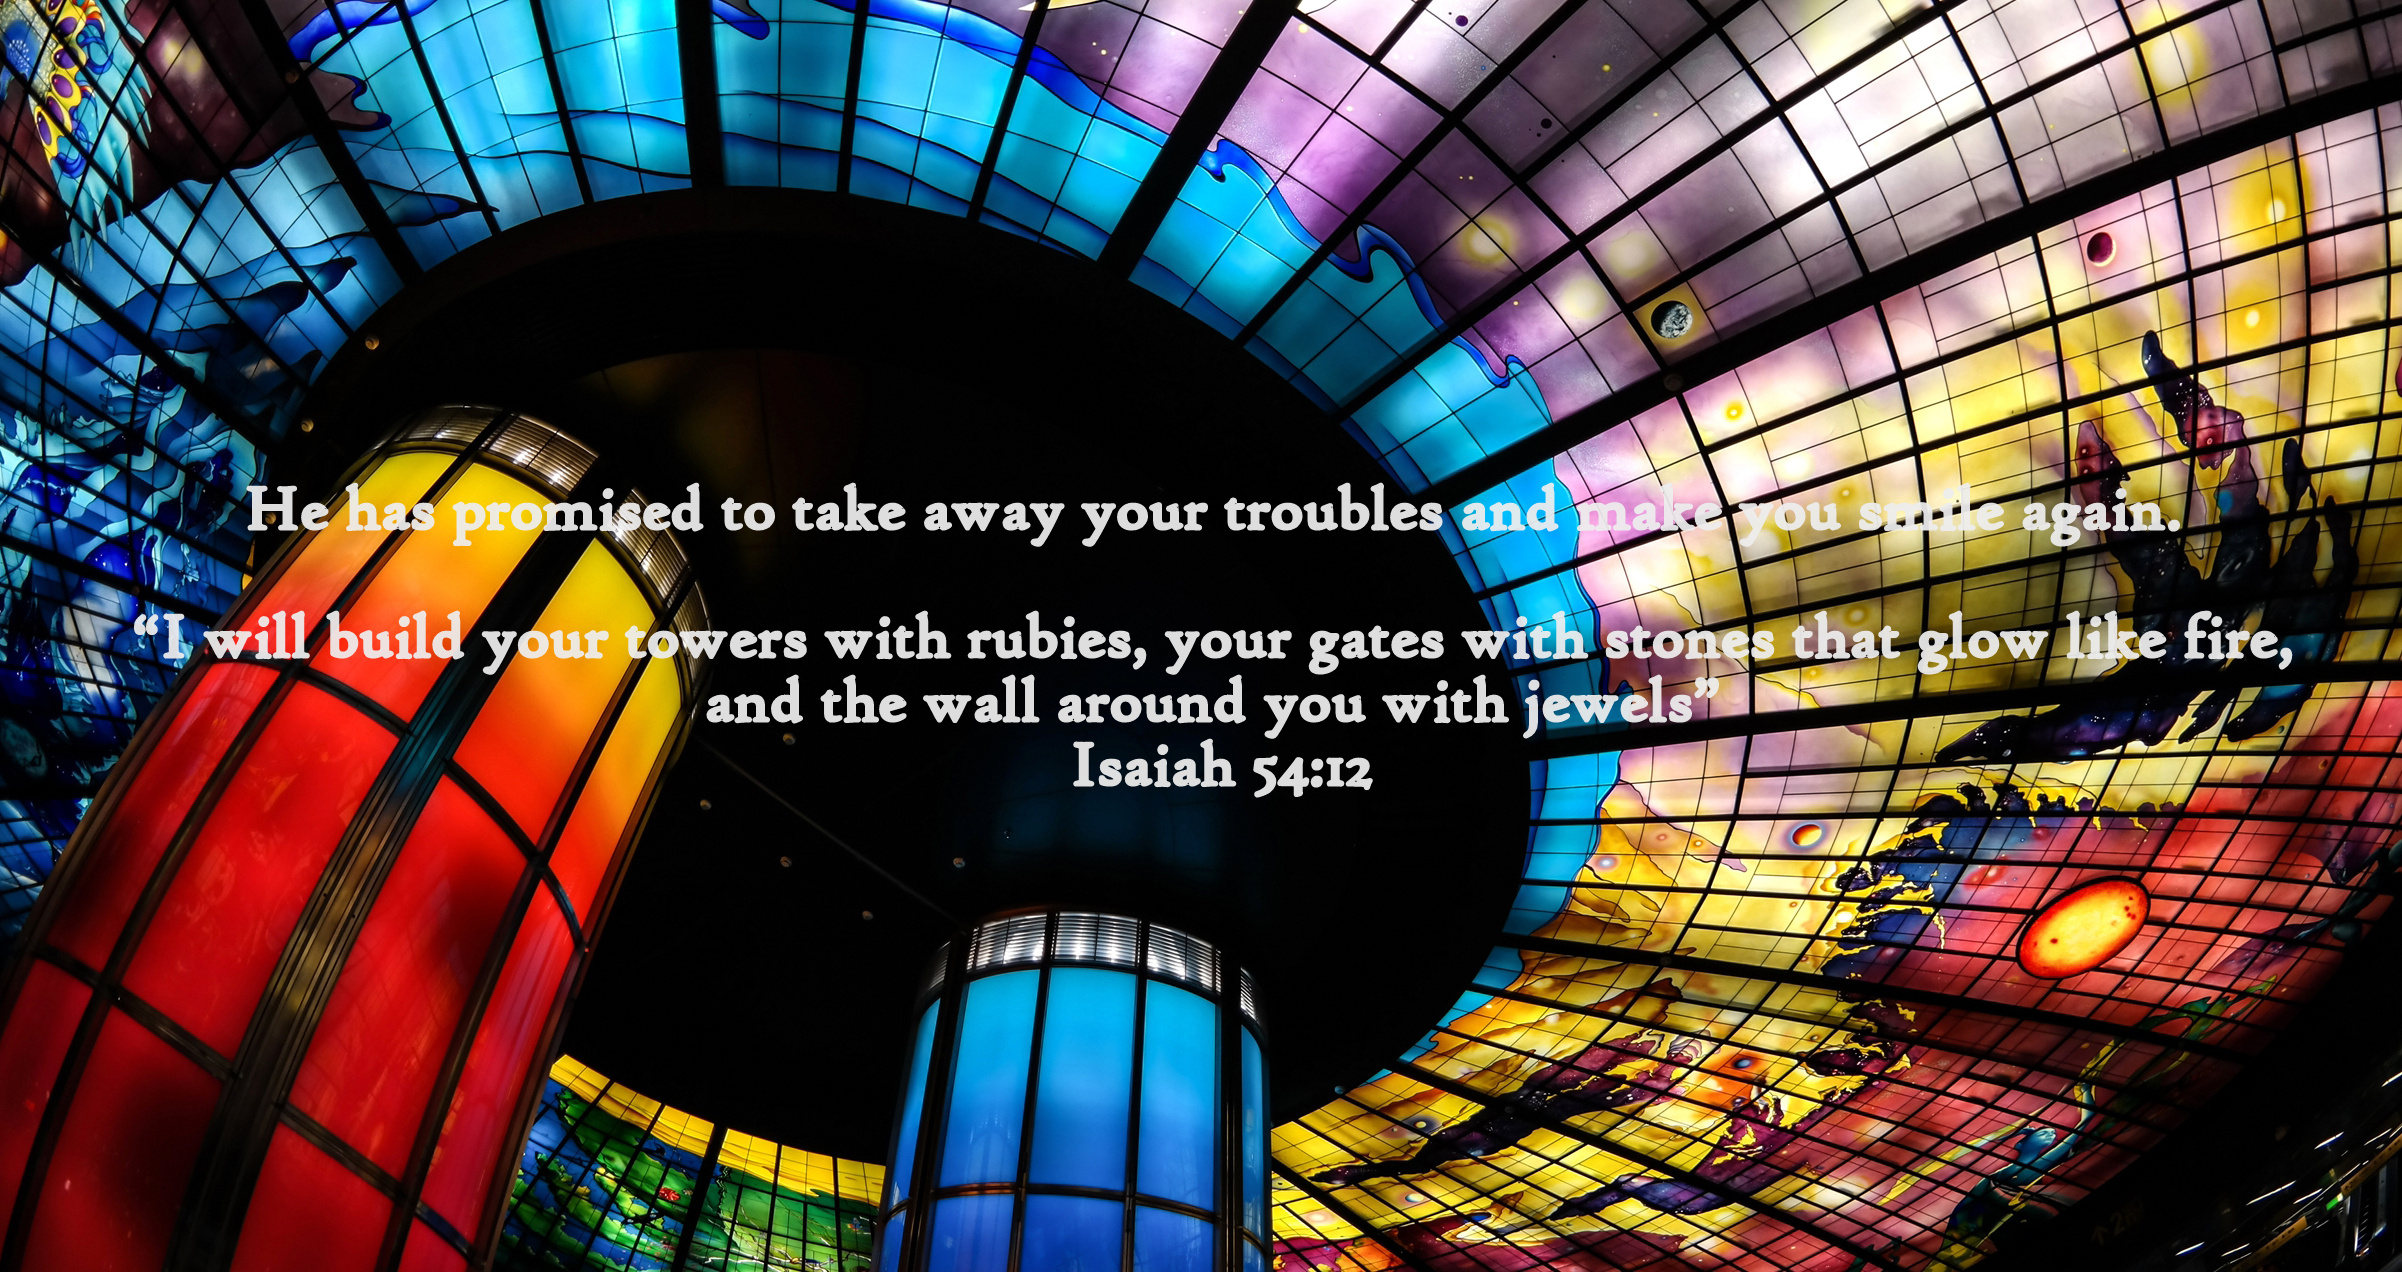 He has promised to take away your troubles and make you smile again.
“I will build your towers with rubies, your gates with stones that glow like fire,
and the wall around you with jewels”
Isaiah 54:12